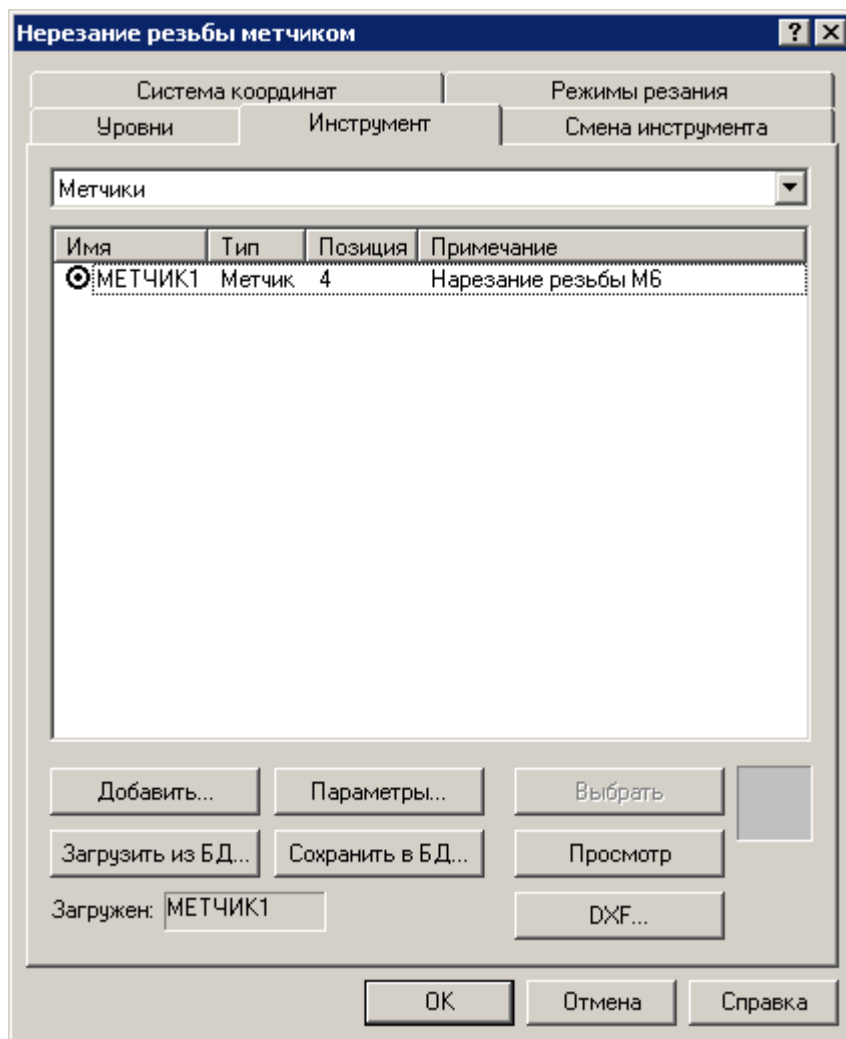 Нерезание резьбы метчиком
Система координат Режимы резания
Уровни Инструмент Смена инструмента
Метчики
Имя Тип Позиция Примечание
МЕТЧИК1 Метчик 4 Нарезание резьбы М6
Добавить... Параметры... Выбрать
Загрузить из БД... Сохранить в БД... Просмотр
Загружен: МЕТЧИК1 DXF...
OK Отмена Справка